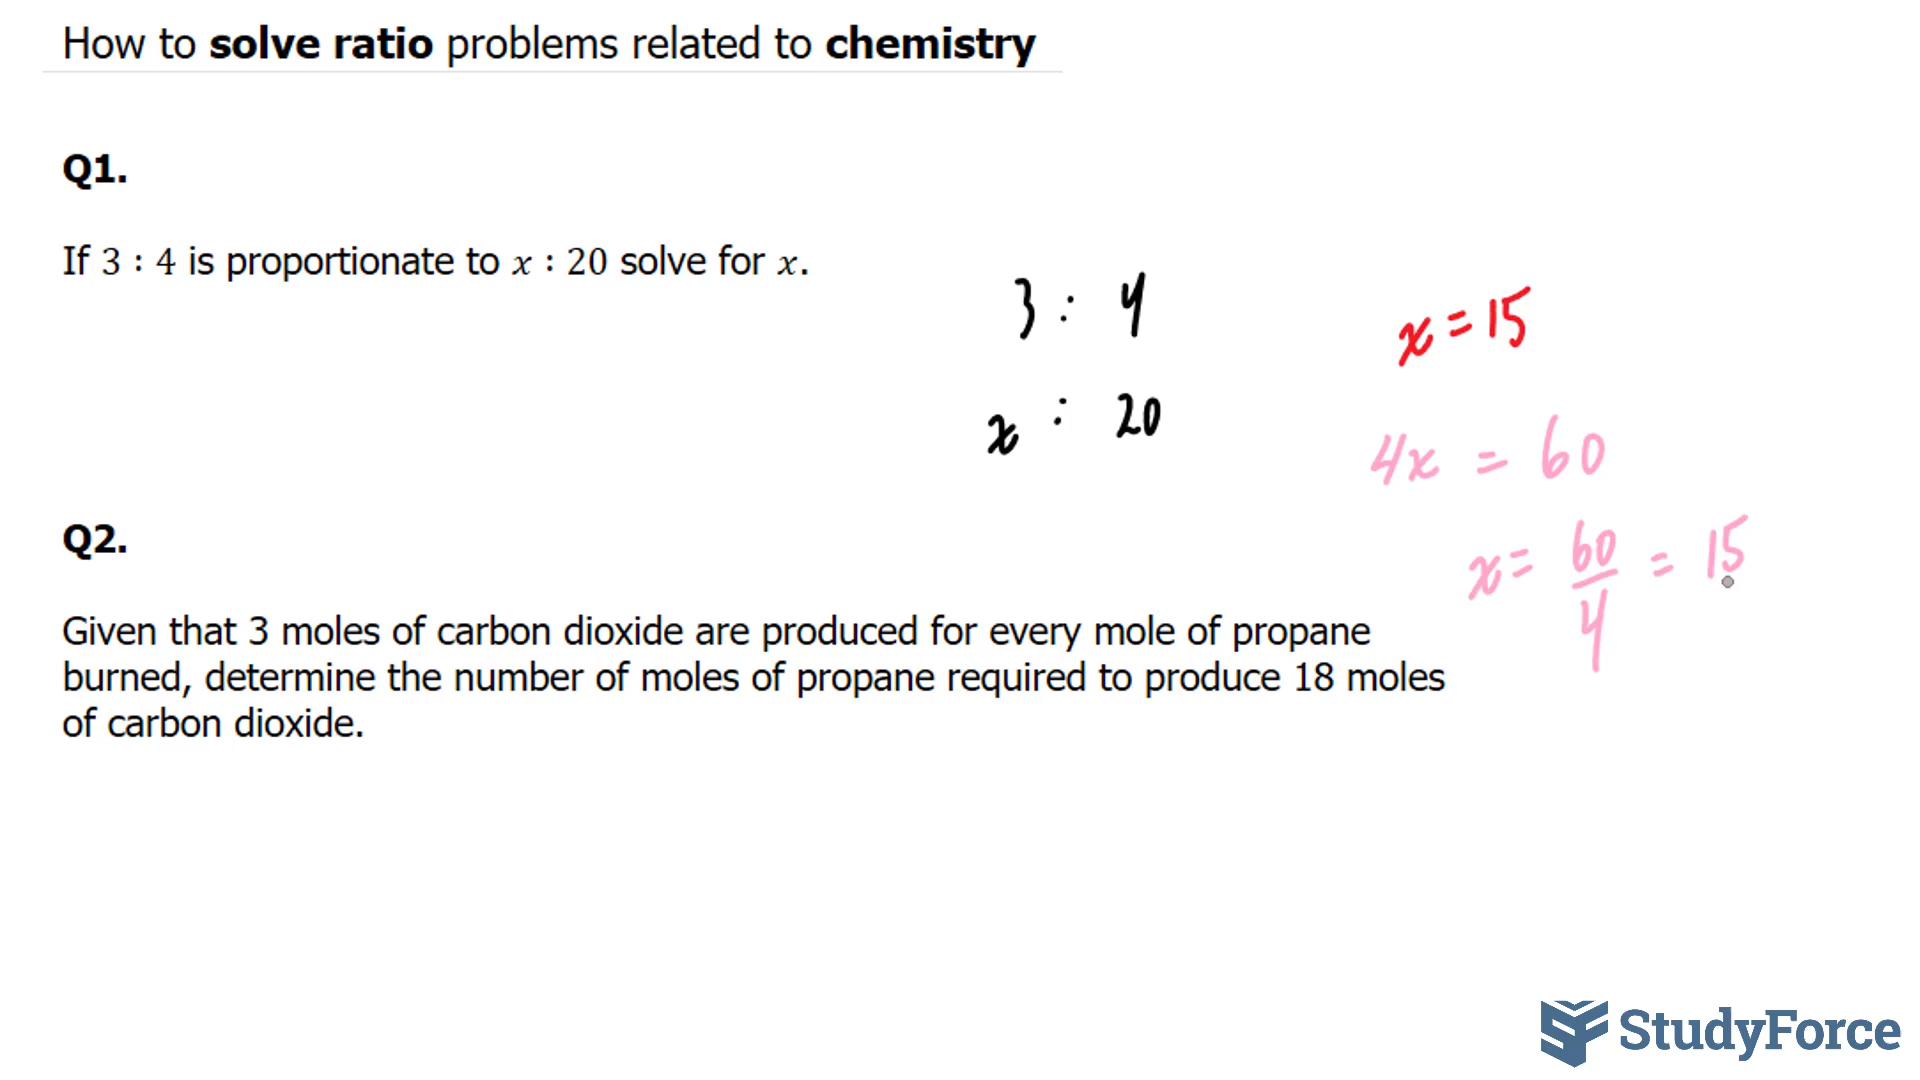 How to solve ratio problems related to chemistry
Q1.
If 3 : 4 is proportionate to x : 20 solve for x.
3 : 4
x : 20
x = 15
4x = 60
x = 60/4 = 15
Q2.
Given that 3 moles of carbon dioxide are produced for every mole of propane
burned, determine the number of moles of propane required to produce 18 moles
of carbon dioxide.
StudyForce